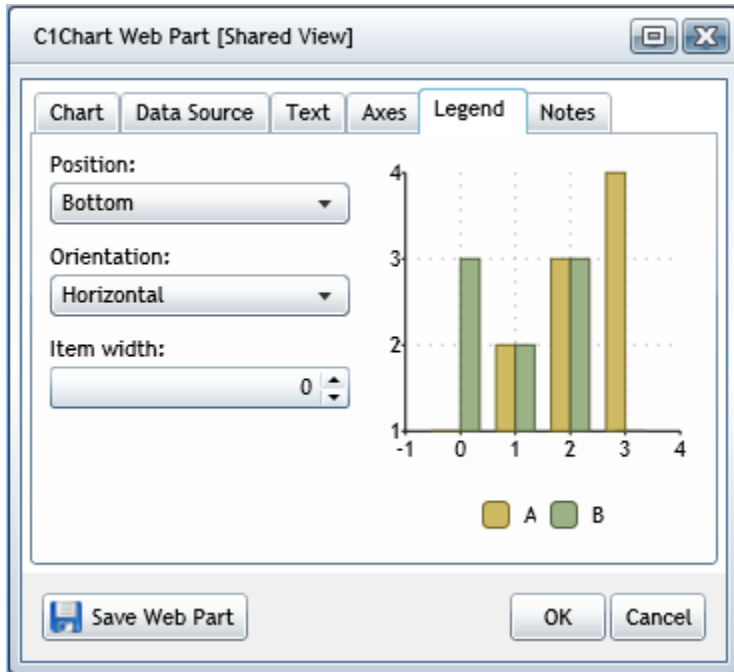 C1Chart Web Part [Shared View]
Chart Data Source Text Axes Legend Notes
Position:
Bottom
Orientation:
Horizontal
Item width:
0
4
3
2
1
-1 0 1 2 3 4
A B
Save Web Part OK Cancel